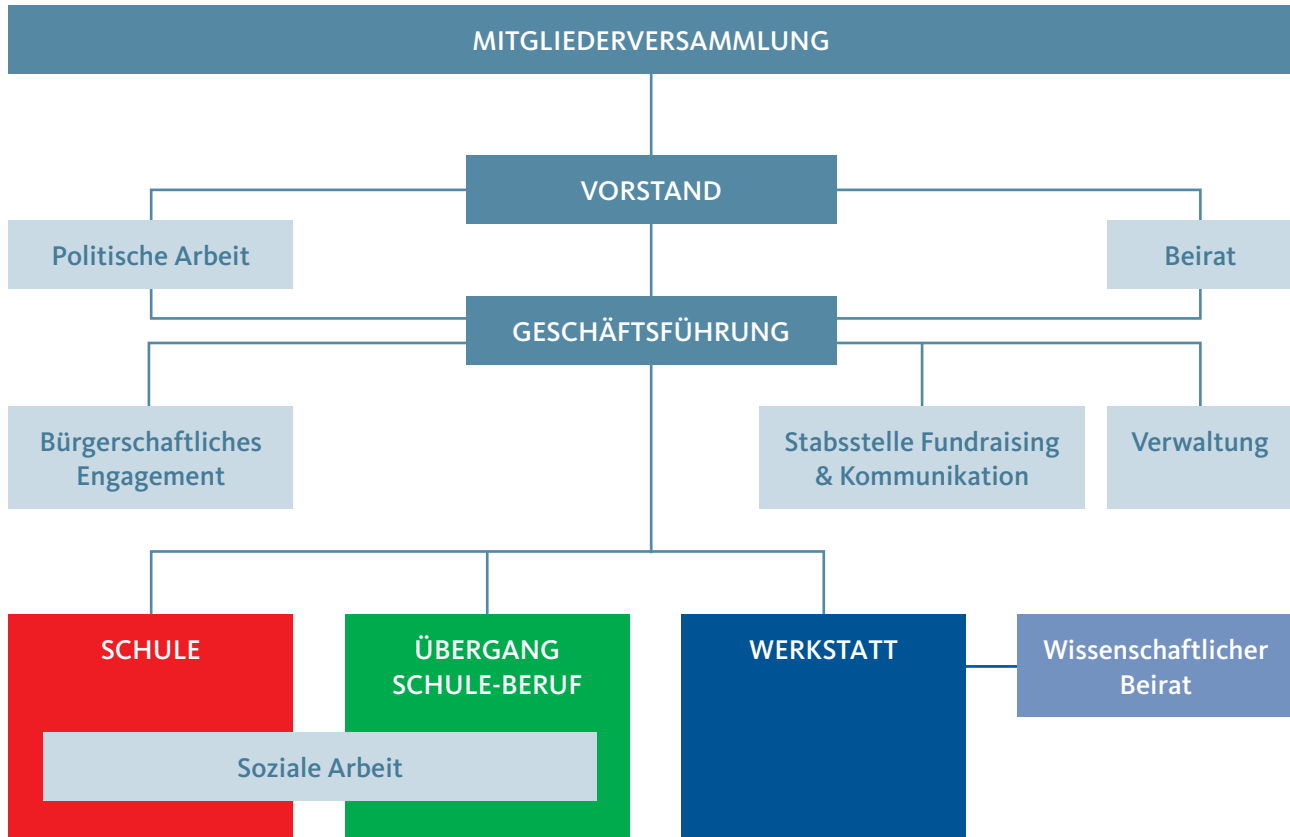 MITGLIEDERVERSAMMLUNG
VORSTAND
Politische Arbeit
Beirat
GESCHÄFTSFÜHRUNG
Bürgerschaftliches
Engagement
Stabsstelle Fundraising
& Kommunikation
Verwaltung
SCHULE
ÜBERGANG
SCHULE-BERUF
WERKSTATT
Wissenschaftlicher
Beirat
Soziale Arbeit